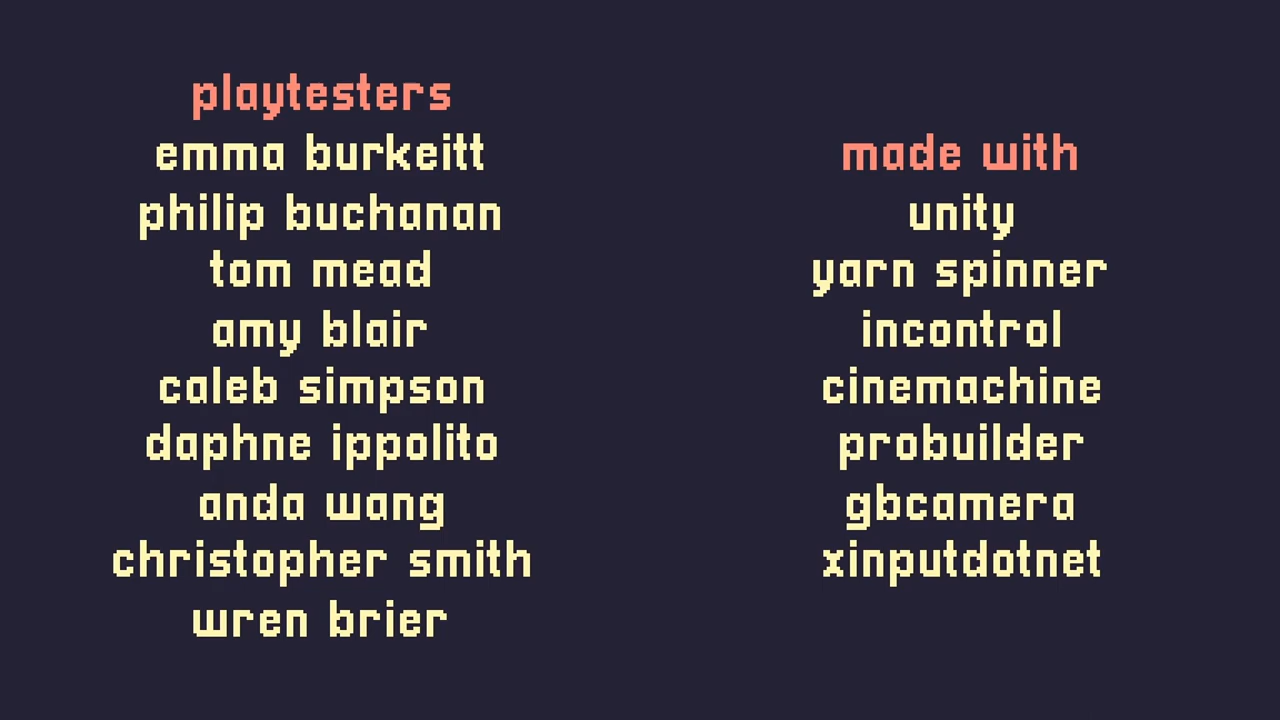 playtesters
emma burkeitt
philip buchanan
tom mead
amy blair
caleb simpson
daphne ippolito
anda wang
christopher smith
wren brier
made with
unity
yarn spinner
incontrol
cinemachine
probuilder
gbcamera
xinputdotnet